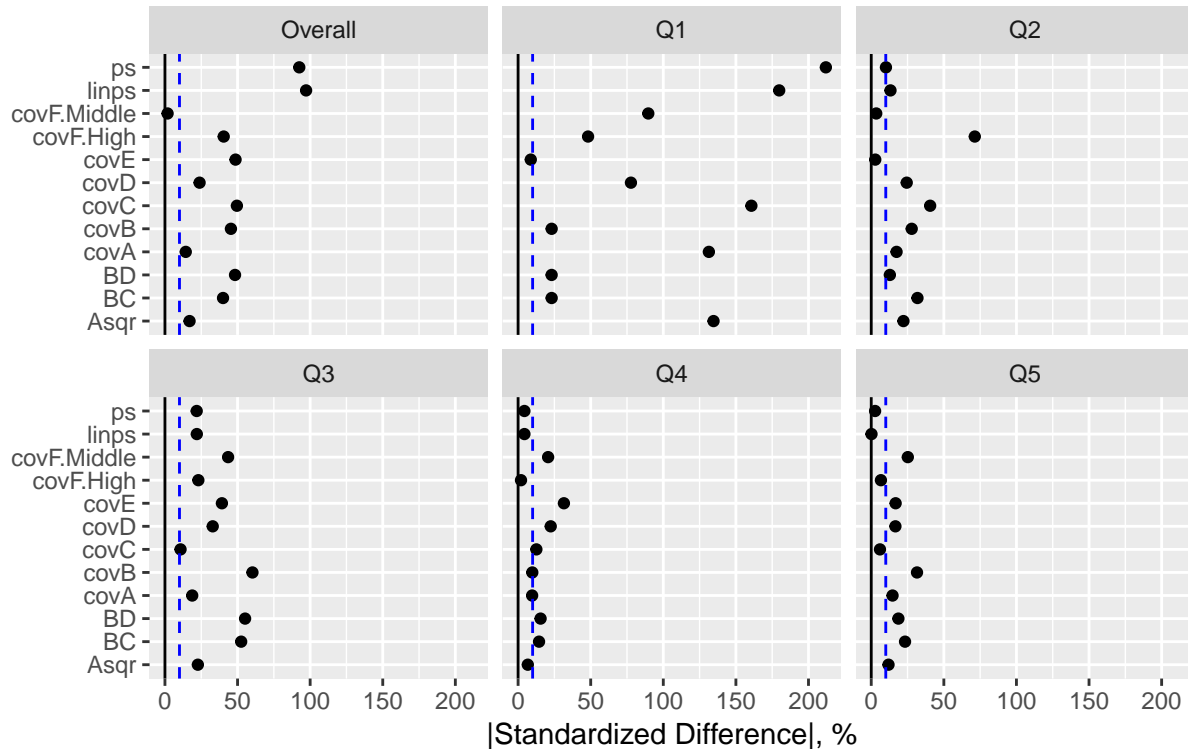 Overall
Q1
Q2
ps
linps
covF.Middle
covF.High
covE
covD
covC
covB
covA
BD
BC
Asqr
Q3
Q4
Q5
ps
linps
covF.Middle
covF.High
covE
covD
covC
covB
covA
BD
BC
Asqr
0 50 100 150 200 0 50 100 150 200 0 50 100 150 200
|Standardized Difference|, %